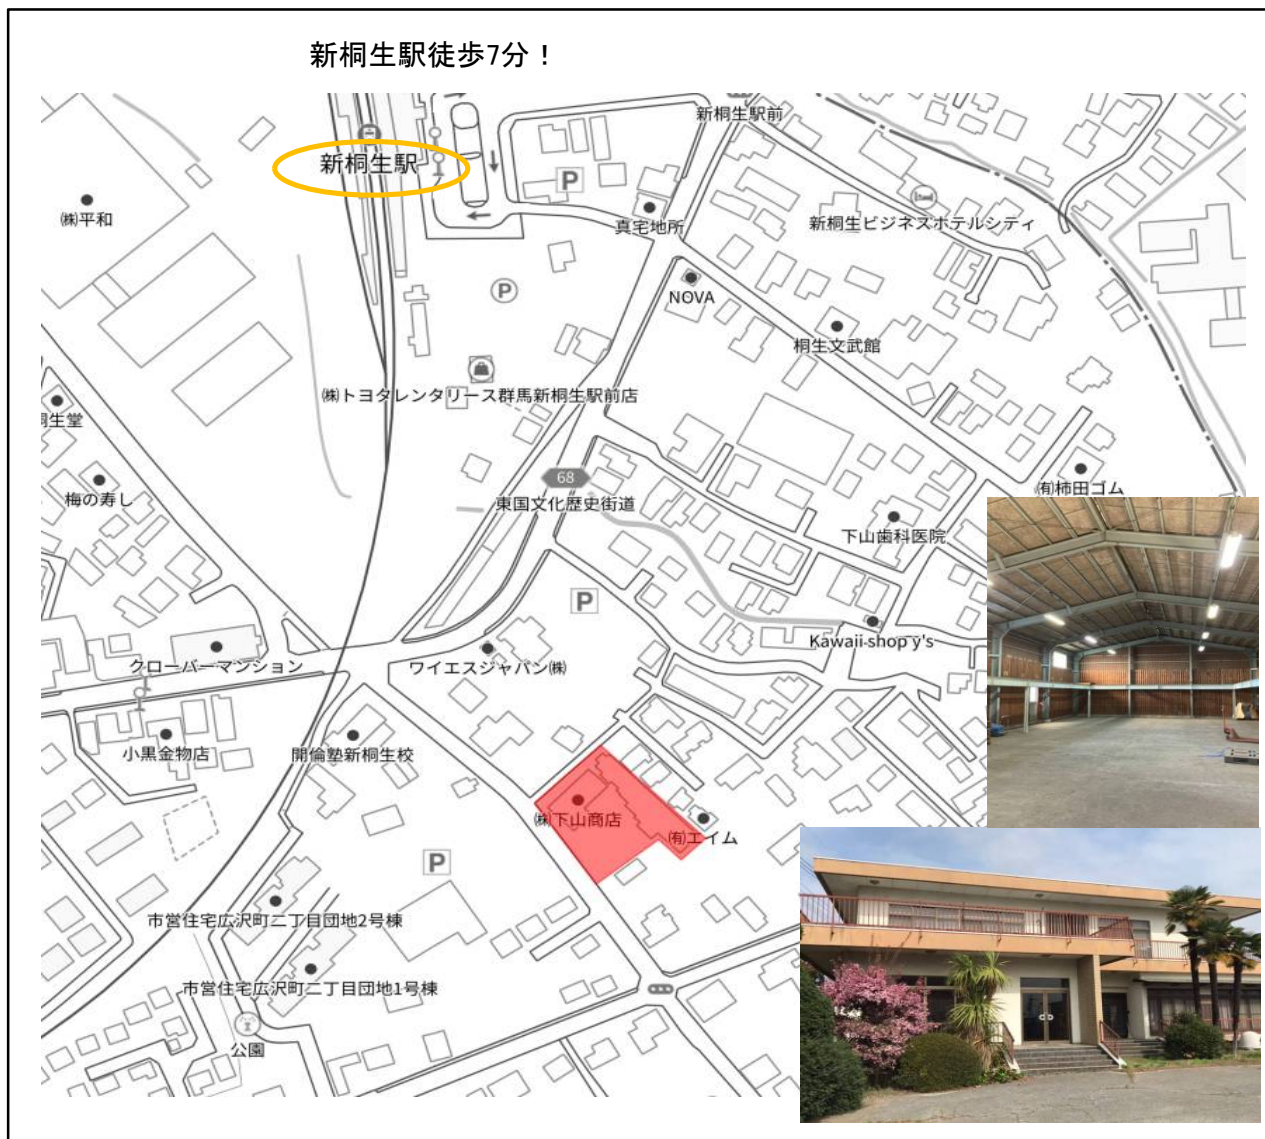 新桐生駅徒歩7分！
新桐生駅前
新桐生駅
P
㈱平和
真宅地所
新桐生ビジネスホテルシティ
P
NOVA
桐生文武館
㈱トヨタレンタリース群馬新桐生駅前店
桐生堂
68
梅の寿し
㈲柿田ゴム
東国文化歴史街道
下山歯科医院
P
Kawaii shop y's
クローバーマンション
ワイエスジャパン㈱
小黒金物店
開倫塾新桐生校
㈱下山商店
㈲エイム
P
市営住宅広沢町二丁目団地2号棟
市営住宅広沢町二丁目団地1号棟
公園